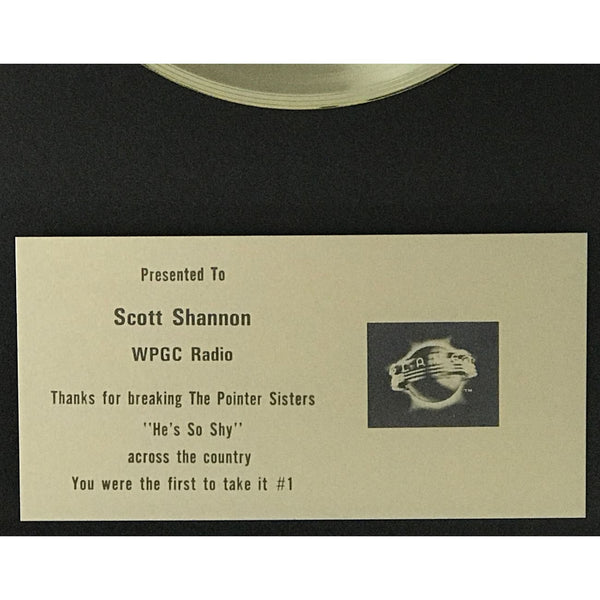 Presented To
Scott Shannon
WPGC Radio
Thanks for breaking The Pointer Sisters
"He's So Shy"
across the country
You were the first to take it #1
TM